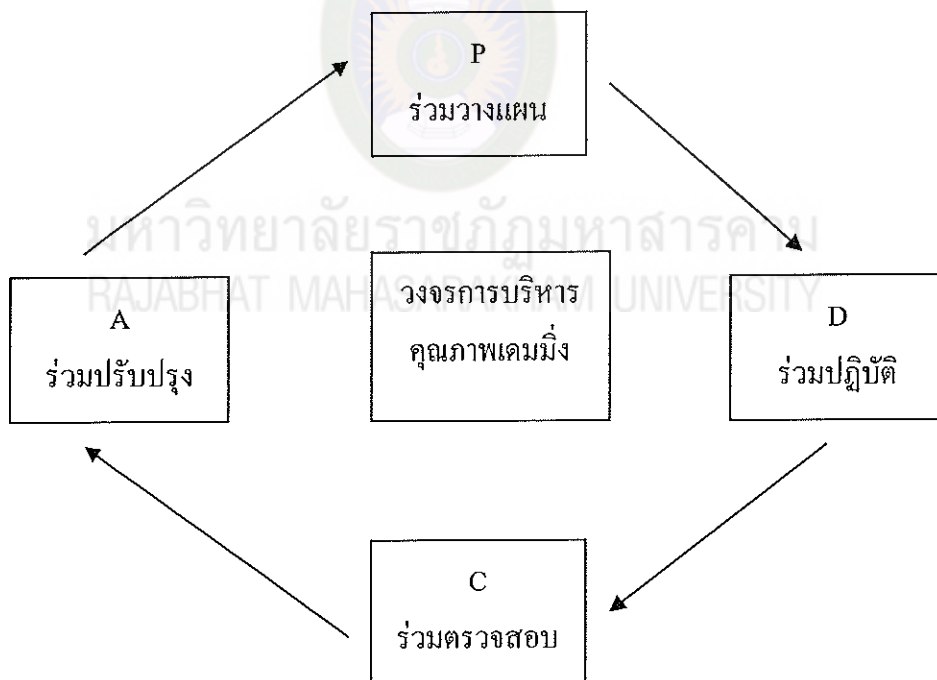 P
ร่วมวางแผน
มหาวิทยาลัยราชภัฏมหาสารคาม
RAJABHAT MAHASARAKHAM UNIVERSITY
A
ร่วมปรับปรุง
วงจรการบริหาร
คุณภาพเดมมิ่ง
D
ร่วมปฏิบัติ
C
ร่วมตรวจสอบ